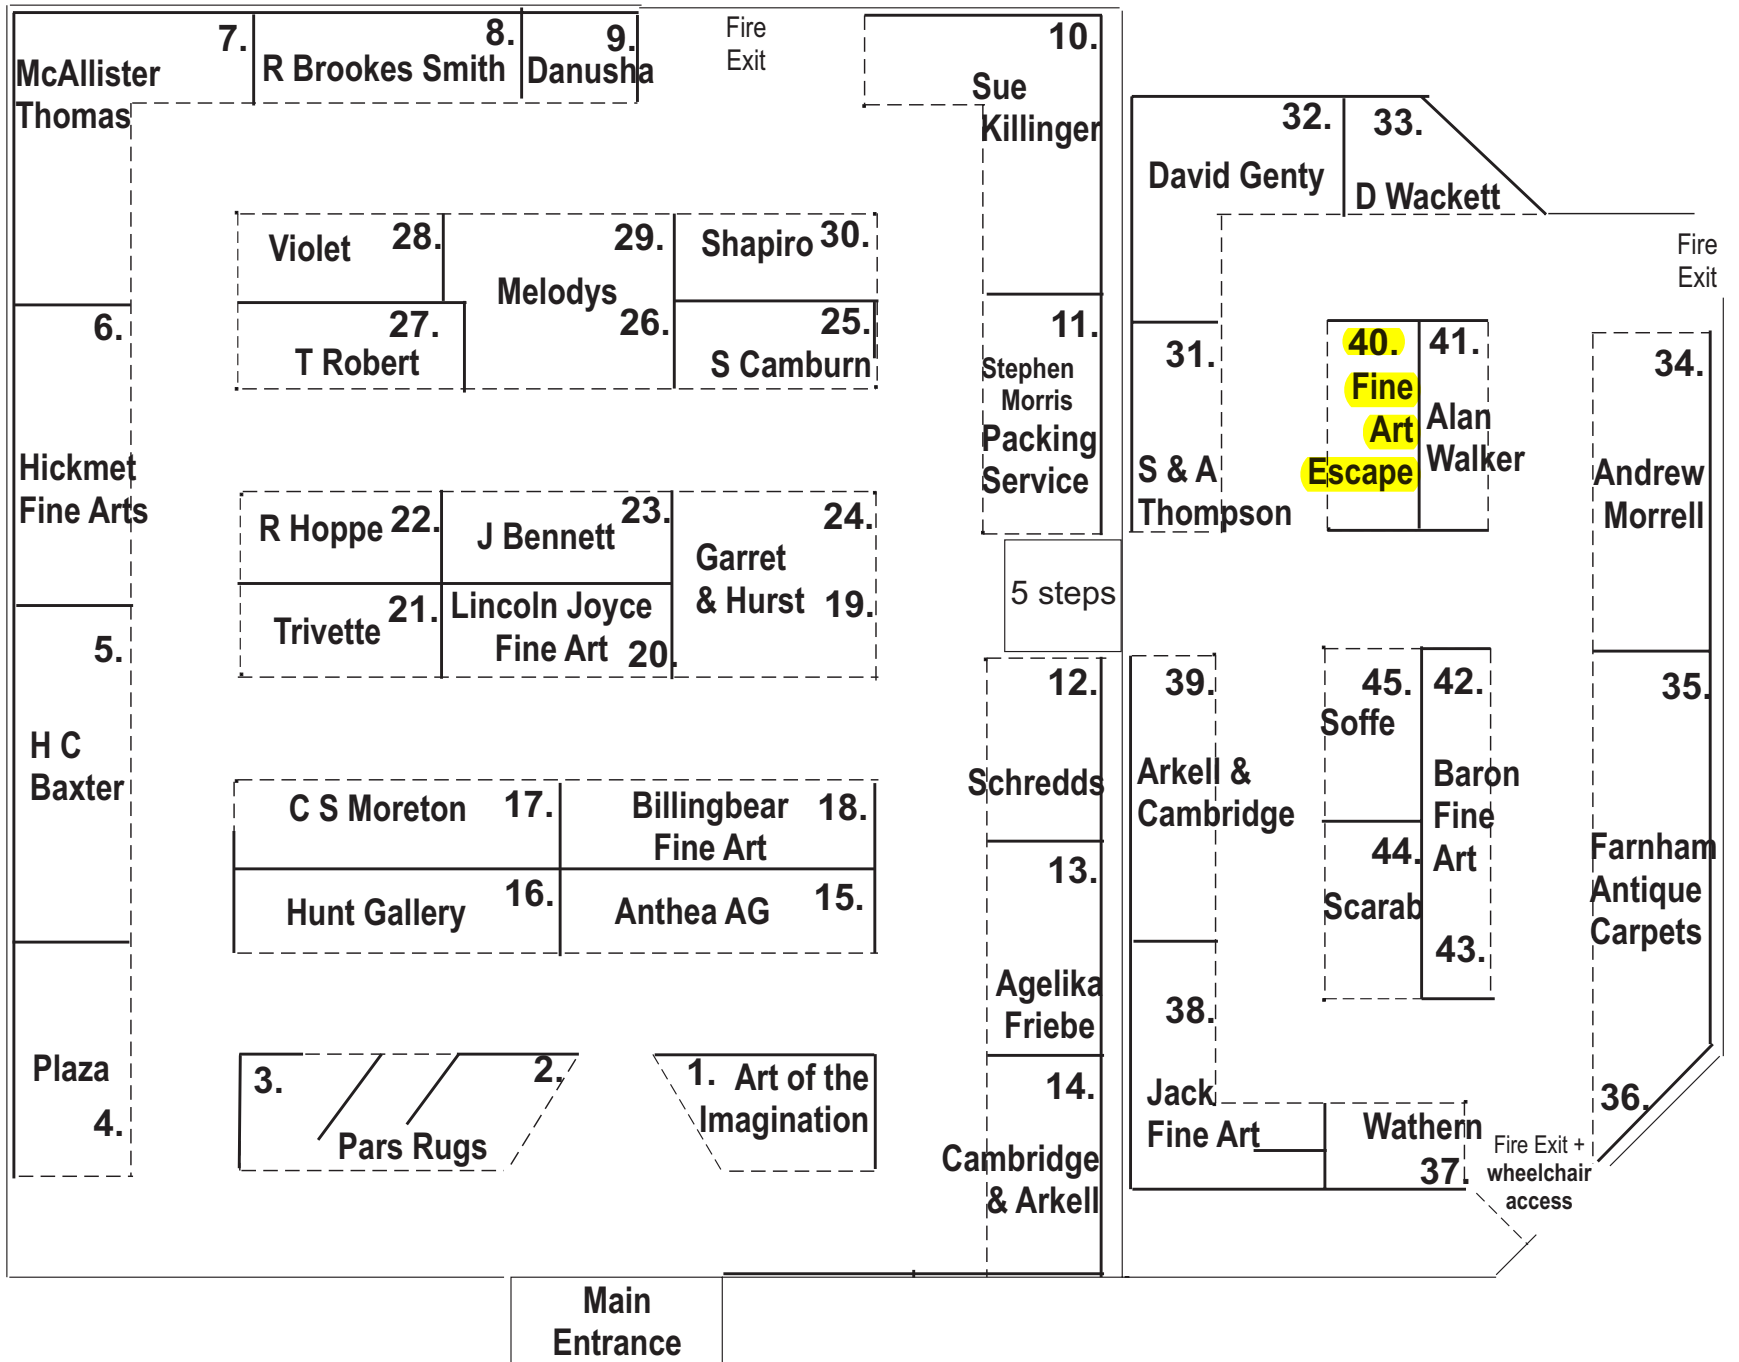 7.
McAllister
Thomas
8.
R Brookes Smith
9.
Danusha
Fire
Exit
10.
Sue
Killinger
32.
David Genty
33.
D Wackett
Fire
Exit
Violet 28.
29.
Melodys
26.
Shapiro 30.
27.
T Robert
25.
S Camburn
6.
Hickmet
Fine Arts
11.
Stephen
Morris
Packing
Service
31.
S & A
Thompson
40.
Fine
Art
Escape
41.
Alan
Walker
34.
Andrew
Morrell
R Hoppe 22.
J Bennett 23.
24.
Garret
& Hurst 19.
Trivette 21.
Lincoln Joyce
Fine Art 20.
5 steps
5.
H C
Baxter
12.
Schredds
39.
Arkell &
Cambridge
45.
Soffe
42.
Baron
Fine
Art
43.
44.
Scarab
35.
Farnham
Antique
Carpets
C S Moreton 17.
Billingbear 18.
Fine Art
Hunt Gallery 16.
Anthea AG 15.
13.
Agelika
Friebe
Plaza
4.
3.
2.
Pars Rugs
1. Art of the
Imagination
14.
Cambridge
& Arkell
38.
Jack
Fine Art
Wathern
37.
36.
Fire Exit +
wheelchair
access
Main
Entrance